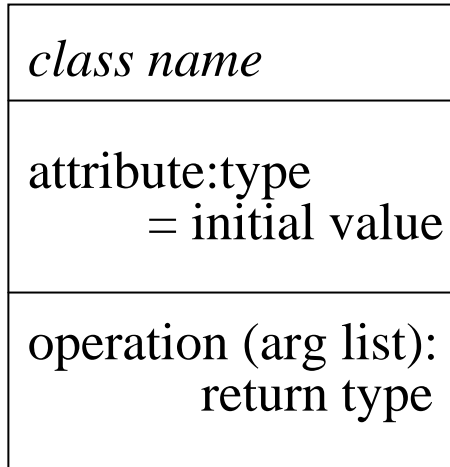 class name
attribute:type
= initial value
operation (arg list):
return type